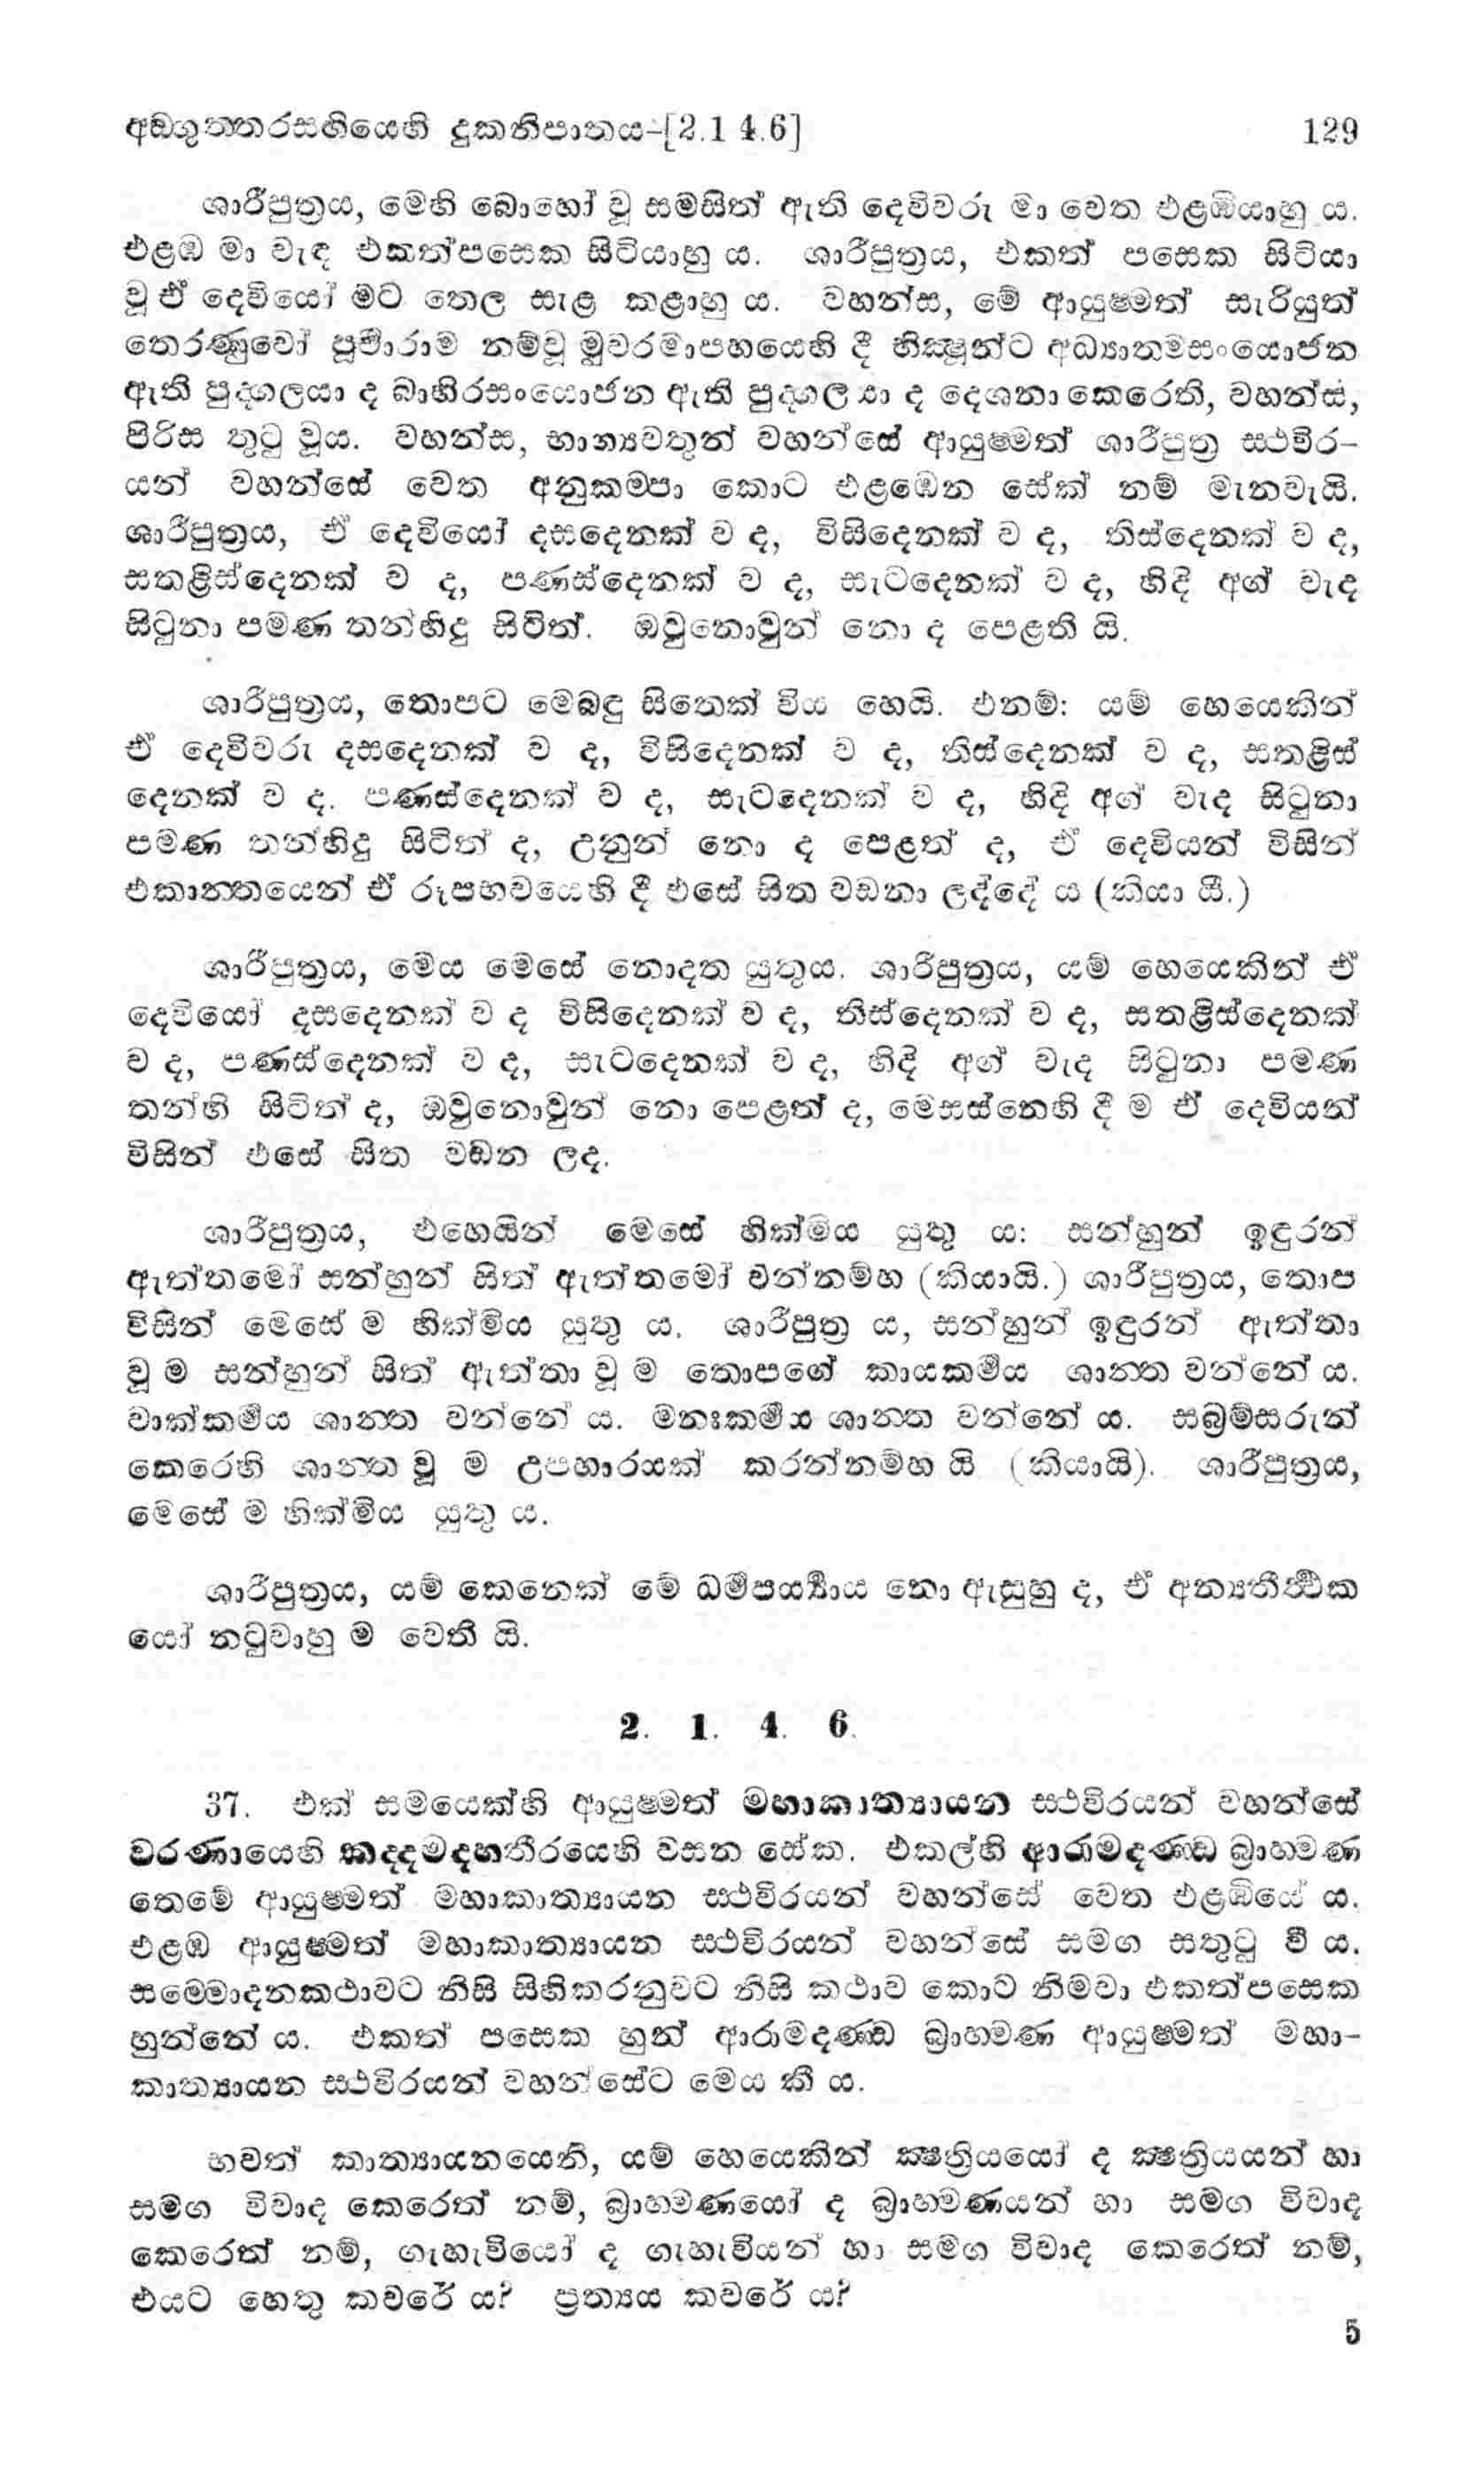 අඞ්ගුත්තරසඟියෙහි දුකනිපාතය-[2.1 4.6] 129
ශාරීපුත්‍රය, මෙහි බොහෝ වූ සමසිත් ඇති දෙවිවරු මා වෙත එළඹියාහු ය.
එළඹ මා වැඳ එකත්පසෙක සිටියාහු ය. ශාරීපුත්‍රය, එකත් පසෙක සිටියා
වූ ඒ දෙවියෝ මට තෙල සැළ කළාහු ය. වහන්ස, මේ ආයුෂ්මත් සැරියුත්
තෙරණුවෝ පූර්‍වාරාම නම්වූ මුවරමාපහයෙහි දී භික්‍ෂූන්ට අධ්‍යාත්මසංයොජන
ඇති පුද්ගලයා ද බාහිරසංයොජන ඇති පුද්ගල යා ද දෙශනා කෙරෙති, වහන්ස,
පිරිස තුටු වූය. වහන්ස, භාග්‍යවතුන් වහන්සේ ආයුෂ්මත් ශාරීපුත්‍ර ස්ථවිර-
යන් වහන්සේ වෙත අනුකම්පා කොට එළඹෙන සේක් නම් මැනවැයි.
ශාරීපුත්‍රය, ඒ දෙවියෝ දසදෙනක් ව ද, විසිදෙනක් ව ද, තිස්දෙනක් ව ද,
සතළිස්දෙනක් ව ද, පණස්දෙනක් ව ද, සැටදෙනක් ව ද, හිඳි අග් වැද
සිටුනා පමණ තන්හිදු සිටිත්. ඔවුනොවුන් නො ද පෙළති යි.
ශාරීපුත්‍රය, තොපට මෙබඳු සිතෙක් විය හෙයි. එනම්: යම් හෙයෙකින්
ඒ දෙවිවරු දසදෙනක් ව ද, විසිදෙනක් ව ද, තිස්දෙනක් ව ද, සතළිස්
දෙනක් ව ද. පණස්දෙනක් ව ද, සැටදෙනක් ව ද, හිඳි අග් වැද සිටුනා
පමණ තන්හිදු සිටිත් ද, උනුන් නො ද පෙළත් ද, ඒ දෙවියන් විසින්
එකාන්තයෙන් ඒ රූපභවයෙහි දී එසේ සිත වඩනා ලද්දේ ය (කියා යි.)
ශාරීපුත්‍රය, මෙය මෙසේ නොදත යුතුය. ශාරීපුත්‍රය, යම් හෙයෙකින් ඒ
දෙවියෝ දසදෙනක් ව ද විසිදෙනක් ව ද, තිස්දෙනක් ව ද, සතළිස්දෙනක්
ව ද, පණස්දෙනක් ව ද, සැටදෙනක් ව ද, හිඳි අග් වැද සිටුනා පමණ
තන්හි සිටිත් ද, ඔවුනොවුන් නො පෙළත් ද, මෙසස්නෙහි දී ම ඒ දෙවියන්
විසින් එසේ සිත වඩන ලද.
ශාරීපුත්‍රය, එහෙයින් මෙසේ හික්මිය යුතු ය: සන්හුන් ඉඳුරන්
ඇත්තමෝ සන්හුන් සිත් ඇත්තමෝ වන්නම්හ (කියායි.) ශාරීපුත්‍රය, තොප
විසින් මෙසේ ම හික්මිය යුතු ය. ශාරීපුත්‍ර ය, සන්හුන් ඉඳුරන් ඇත්තා
වූ ම සන්හුන් සිත් ඇත්තා වූ ම තොපගේ කායකර්‍මය ශාන්ත වන්නේ ය.
වාක්කර්‍මය ශාන්ත වන්නේ ය. මනඃකර්‍මය ශාන්ත වන්නේ ය. සබ්‍රම්සරුන්
කෙරෙහි ශාන්ත වූ ම උපහාරයක් කරන්නම්හ යි (කියායි). ශාරීපුත්‍රය,
මෙසේ ම හික්මිය යුතු ය.
ශාරීපුත්‍රය, යම් කෙනෙක් මේ ධර්‍මපර්‍ය්‍යාය නො ඇසුහු ද, ඒ අන්‍යතීර්‍ත්ථක
යෝ නටුවාහු ම වෙතී යි.
2. 1. 4. 6.
37. එක් සමයෙක්හි ආයුෂ්මත් මහාකාත්‍යායන ස්ථවිරයන් වහන්සේ
වරණායෙහි කද්දමදහතීරයෙහි වසන සේක. එකල්හි ආරාමදණ්ඩ බ්‍රාහ්මණ
තෙමේ ආයුෂ්මත් මහාකාත්‍යායන ස්ථවිරයන් වහන්සේ වෙත එළඹියේ ය.
එළඹ ආයුෂ්මත් මහාකාත්‍යායන ස්ථවිරයන් වහන්සේ සමග සතුටු වී ය.
සම්මොදනකථාවට නිසි සිහිකරනුවට නිසි කථාව කොට නිමවා එකත්පසෙක
හුන්නේ ය. එකත් පසෙක හුන් ආරාමදණ්ඩ බ්‍රාහ්මණ ආයුෂ්මත් මහා-
කාත්‍යායන ස්ථවිරයන් වහන්සේට මෙය කී ය.
භවත් කාත්‍යායනයෙනි, යම් හෙයෙකින් ක්‍ෂත්‍රියයෝ ද ක්‍ෂත්‍රියයන් හා
සමග විවාද කෙරෙත් නම්, බ්‍රාහ්මණයෝ ද බ්‍රාහ්මණයන් හා සමග විවාද
කෙරෙත් නම්, ගැහැවියෝ ද ගැහැවියන් හා සමග විවාද කෙරෙත් නම්,
එයට හෙතු කවරේ ය? ප්‍රත්‍යය කවරේ ය?
5